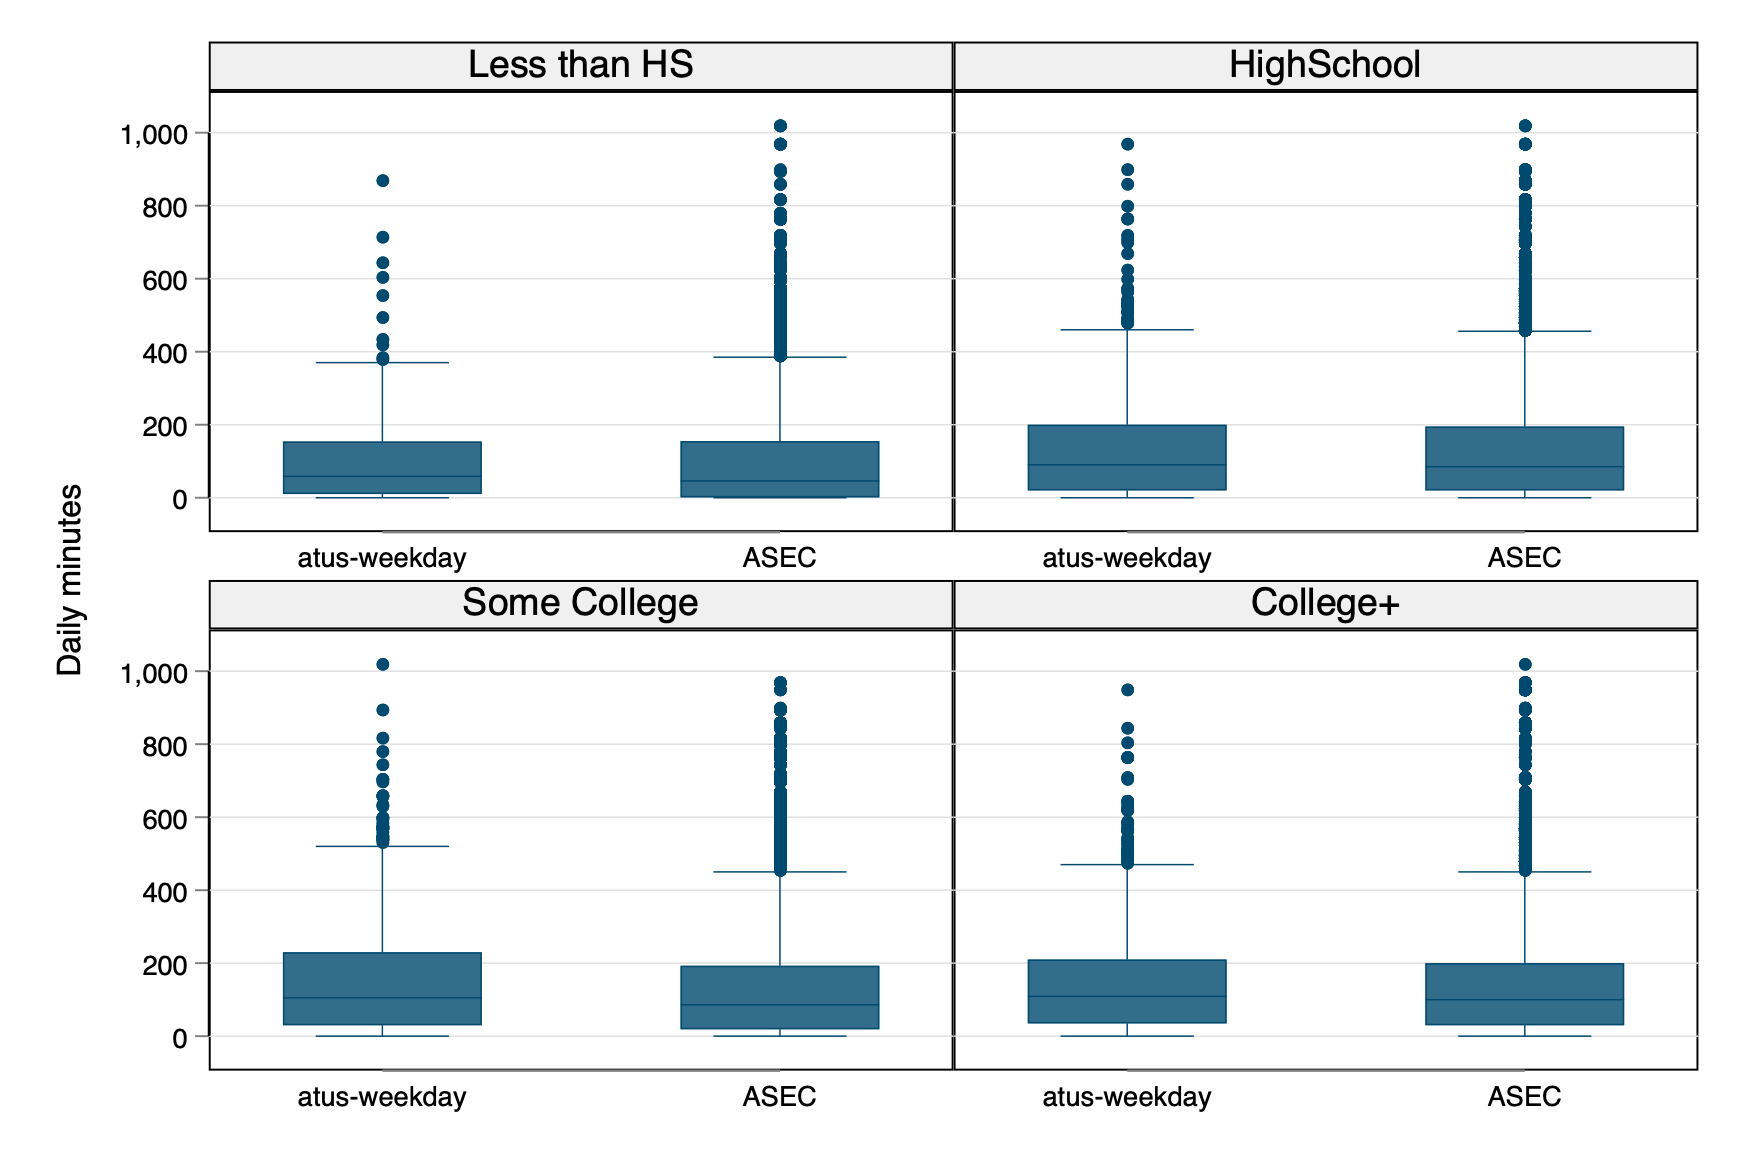 Daily minutes
Less than HS
HighSchool
1,000
800
600
400
200
0
atus-weekday
ASEC
atus-weekday
ASEC
Some College
College+
1,000
800
600
400
200
0
atus-weekday
ASEC
atus-weekday
ASEC